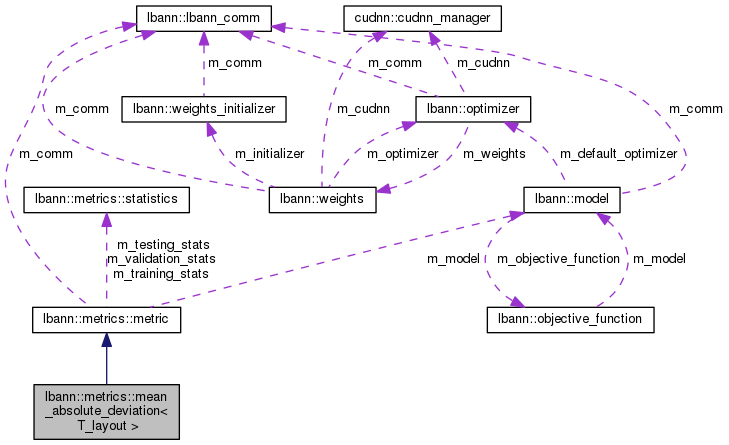 lbann::lbann_comm
cudnn::cudnn_manager
m_comm
m_comm
m_cudnn
lbann::weights_initializer
lbann::optimizer
m_comm
m_cudnn
m_comm
m_comm
m_initializer
m_optimizer
m_weights
m_default_optimizer
lbann::metrics::statistics
lbann::weights
lbann::model
m_testing_stats
m_validation_stats
m_training_stats
m_model
m_objective_function
m_model
lbann::metrics::metric
lbann::objective_function
lbann::metrics::mean
_absolute_deviation<
T_layout >